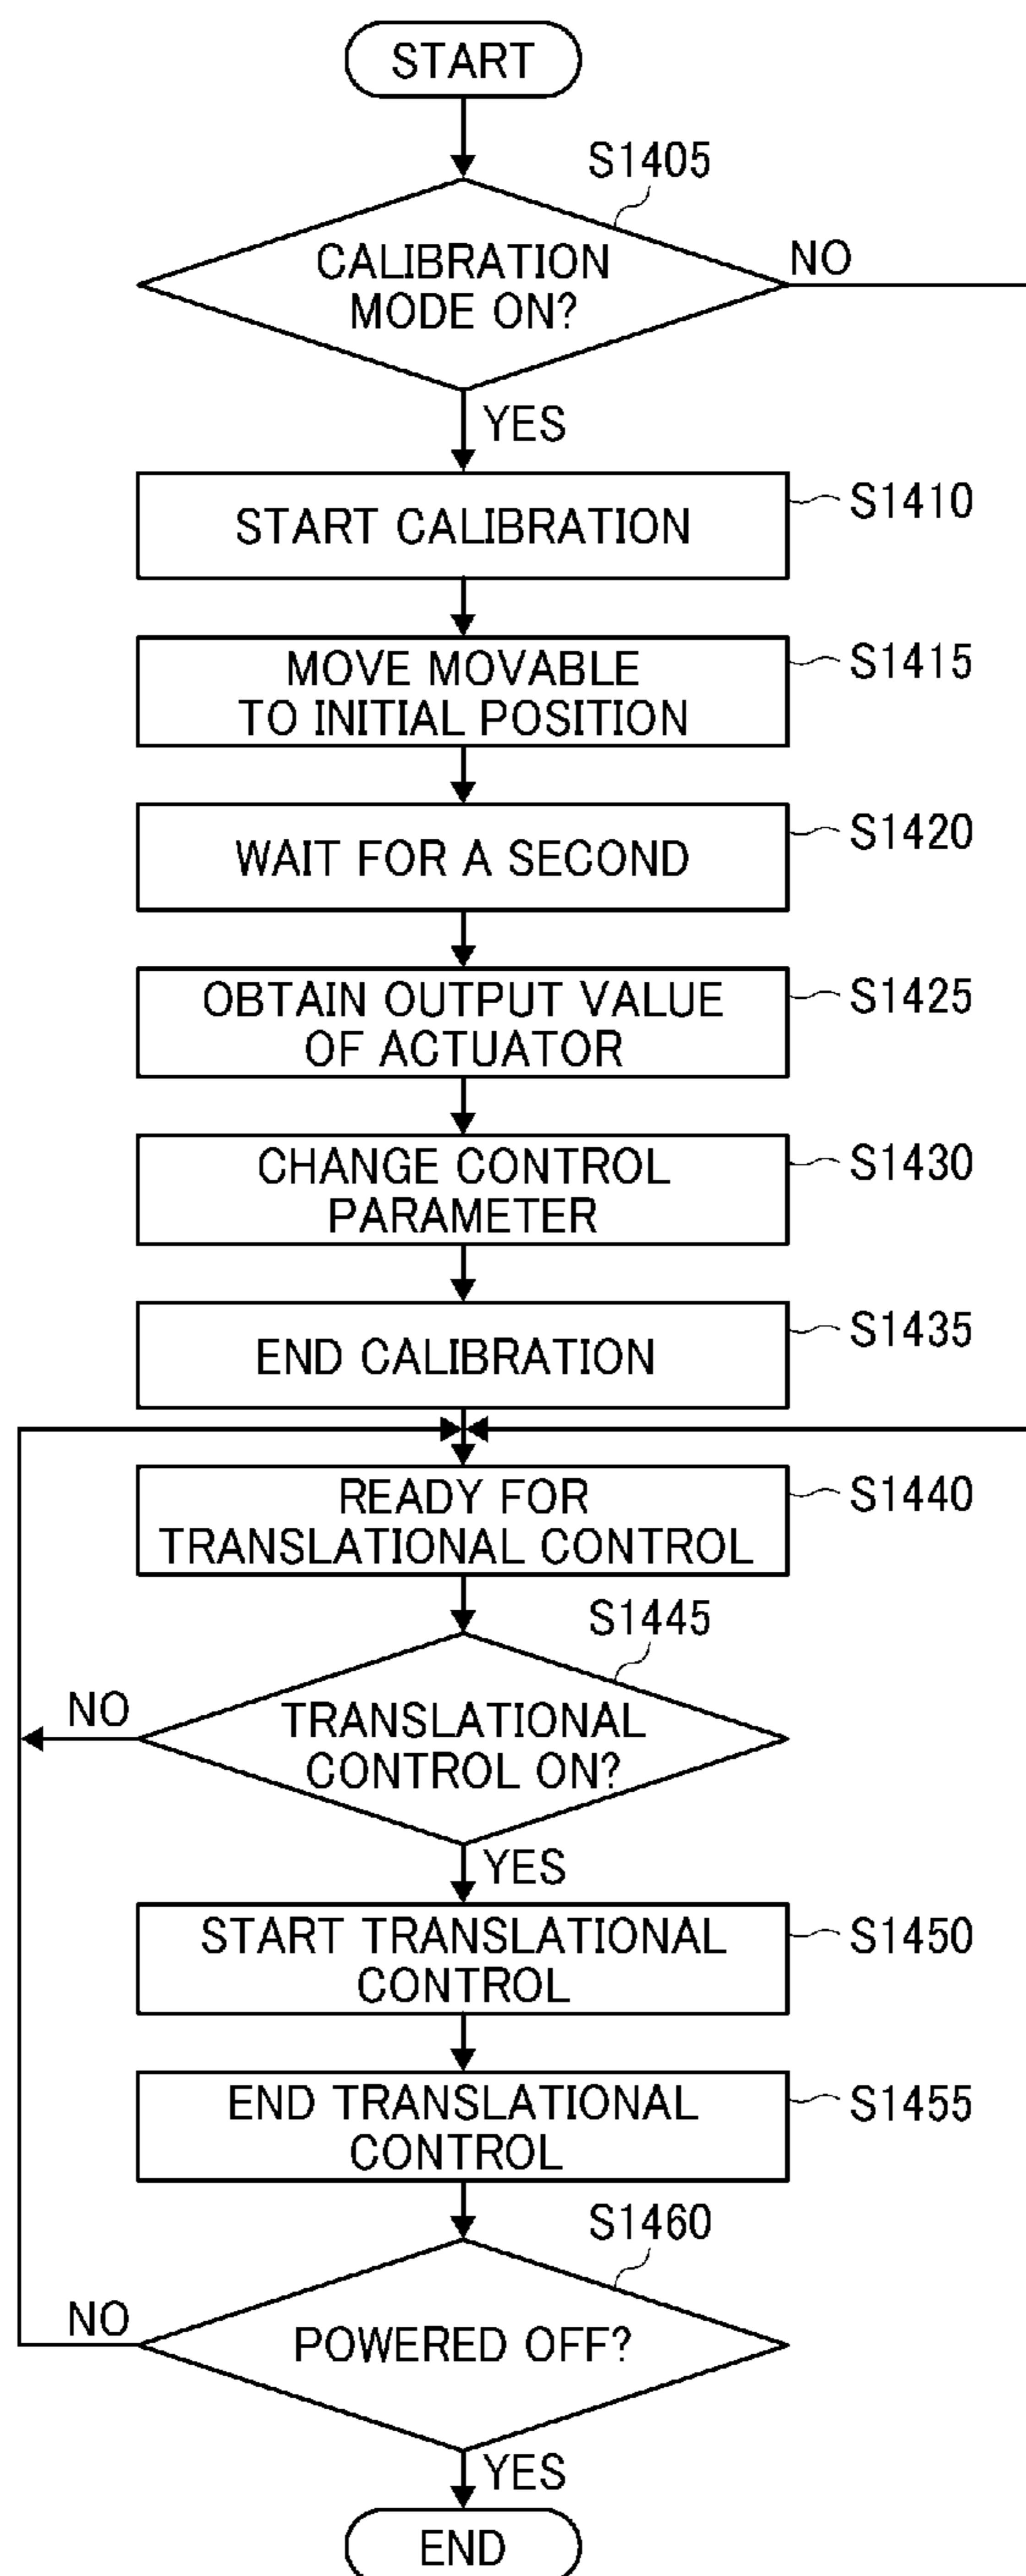 START
S1405
CALIBRATION
MODE ON?
NO
YES
START CALIBRATION
S1410
MOVE MOVABLE
TO INITIAL POSITION
S1415
WAIT FOR A SECOND
S1420
OBTAIN OUTPUT VALUE
OF ACTUATOR
S1425
CHANGE CONTROL
PARAMETER
S1430
END CALIBRATION
S1435
READY FOR
TRANSLATIONAL CONTROL
S1440
S1445
TRANSLATIONAL
CONTROL ON?
NO
YES
START TRANSLATIONAL
CONTROL
S1450
END TRANSLATIONAL
CONTROL
S1455
S1460
POWERED OFF?
NO
YES
END